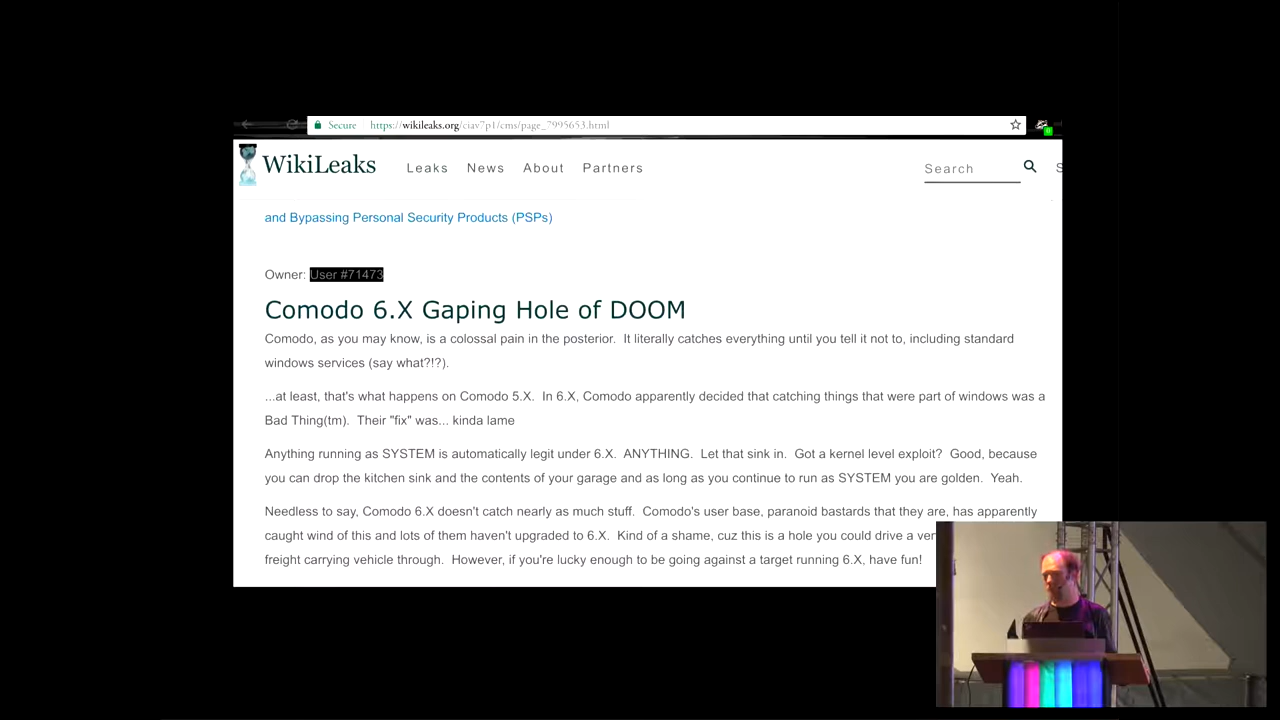 Secure https://wikileaks.org/ciav7p1/cms/page_7995653.html
WikiLeaks Leaks News About Partners Search S
and Bypassing Personal Security Products (PSPs)
Owner: User #71473
Comodo 6.X Gaping Hole of DOOM
Comodo, as you may know, is a colossal pain in the posterior. It literally catches everything until you tell it not to, including standard
windows services (say what?!?).
...at least, that's what happens on Comodo 5.X. In 6.X, Comodo apparently decided that catching things that were part of windows was a
Bad Thing(tm). Their "fix" was... kinda lame
Anything running as SYSTEM is automatically legit under 6.X. ANYTHING. Let that sink in. Got a kernel level exploit? Good, because
you can drop the kitchen sink and the contents of your garage and as long as you continue to run as SYSTEM you are golden. Yeah.
Needless to say, Comodo 6.X doesn't catch nearly as much stuff. Comodo's user base, paranoid bastards that they are, has apparently
caught wind of this and lots of them haven't upgraded to 6.X. Kind of a shame, cuz this is a hole you could drive a
freight carrying vehicle through. However, if you're lucky enough to be going against a target running 6.X, have fun!